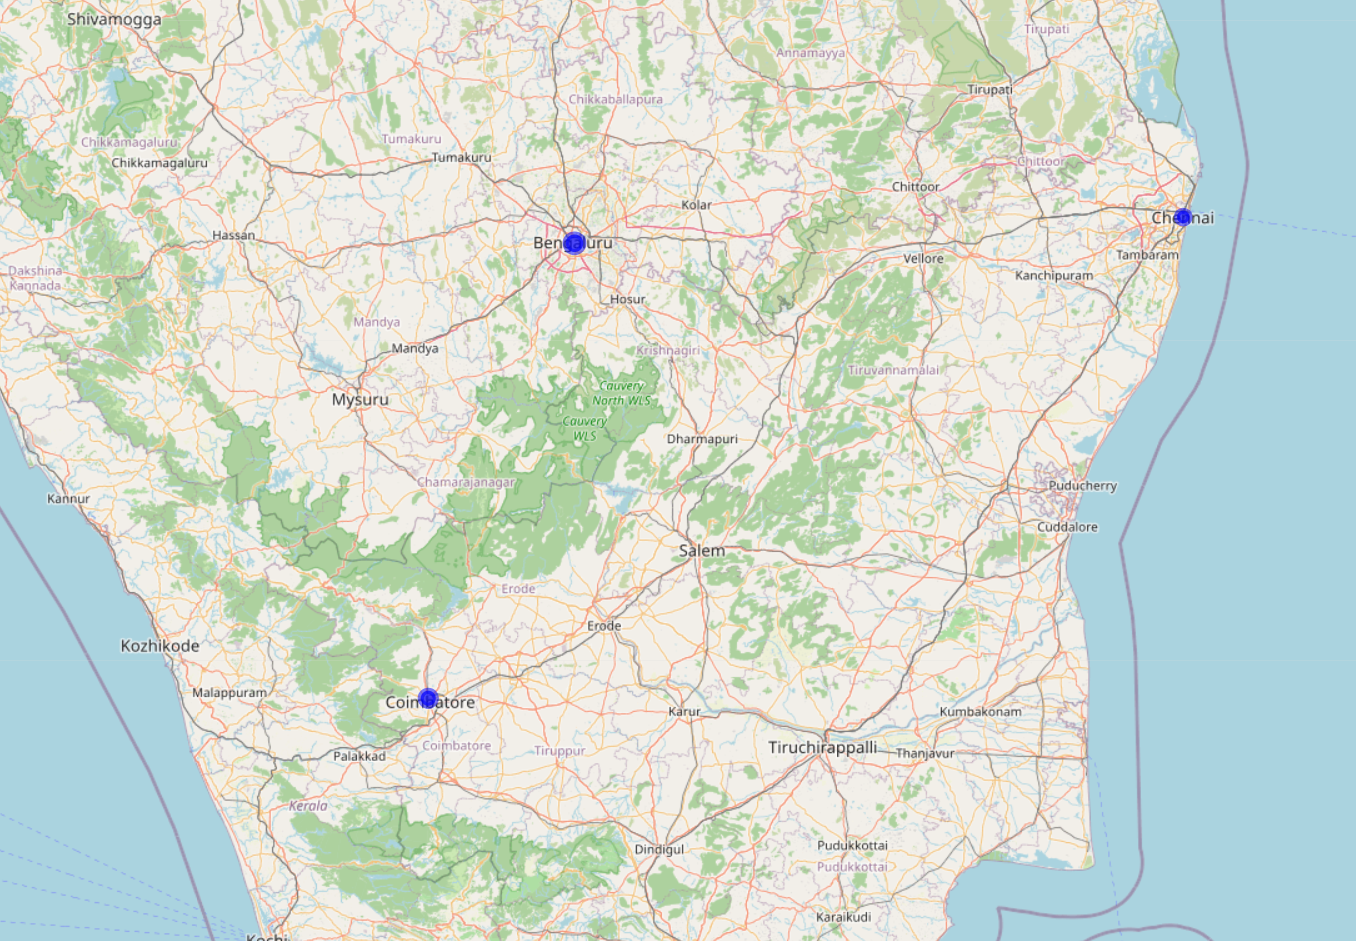 Shivamogga
Tirupati
Annamayya
Tirupati
Chikkaballapura
Chikkamagaluru
Tumakuru
Chikkamagaluru
Tumakuru
Chittoor
Chittoor
Kolar
Chennai
Hassan
Bengaluru
Tambaram
Vellore
Dakshina
Kannada
Kanchipuram
Hosur
Mandya
Mandya
Krishnagiri
Tiruvannamalai
Cauvery
North WLS
Mysuru
Cauvery
WLS
Dharmapuri
Chamarajanagar
Puducherry
Kannur
Cuddalore
Salem
Erode
Erode
Kozhikode
Malappuram
Coimbatore
Karur
Kumbakonam
Coimbatore
Tiruppur
Tiruchirappalli
Thanjavur
Palakkad
Kerala
Dindigul
Pudukkottai
Pudukkottai
Karaikudi
Kochi